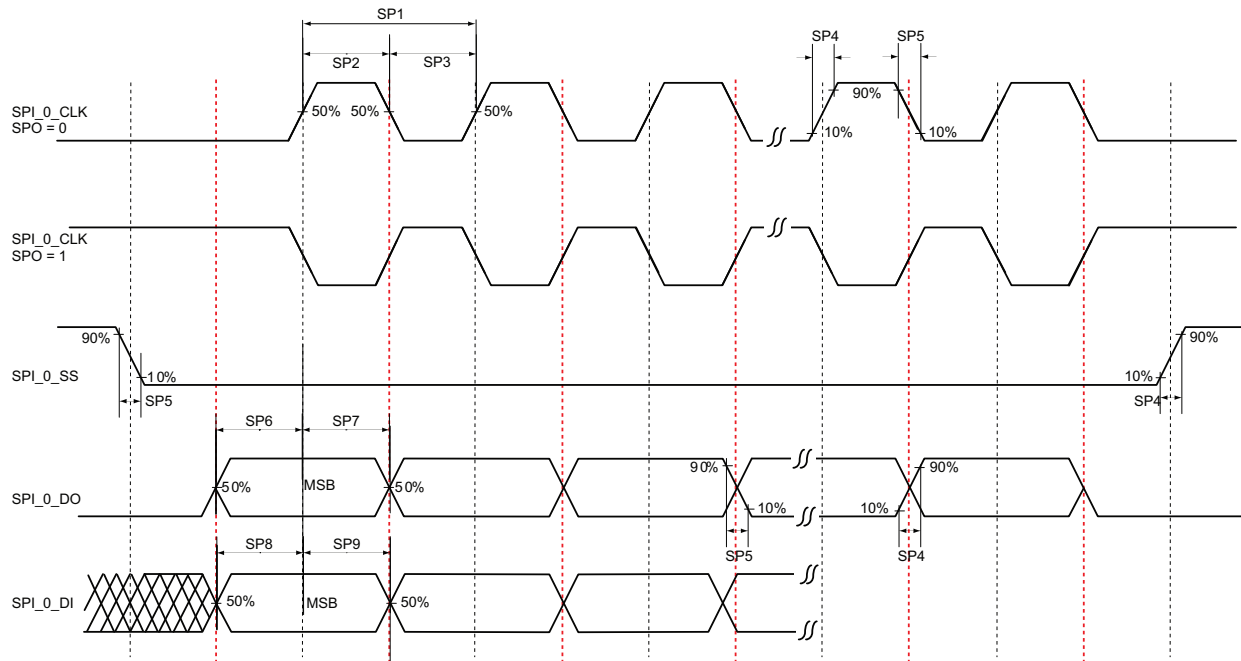 SP1
SP2
SP3
SP4
SP5
SPI_0_CLK
SPO = 0
50%
50%
50%
90%
10%
10%
SPI_0_CLK
SPO = 1
90%
90%
SPI_0_SS
10%
10%
SP5
SP4
SP6
SP7
90%
90%
SPI_0_DO
50%
MSB
50%
10%
10%
SP5
SP4
SP8
SP9
SPI_0_DI
50%
MSB
50%